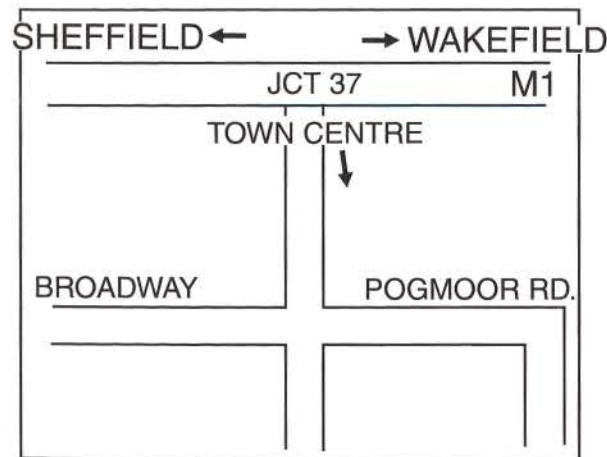 SHEFFIELD WAKEFIELD
JCT 37 M1
TOWN CENTRE
BROADWAY POGMOOR RD.